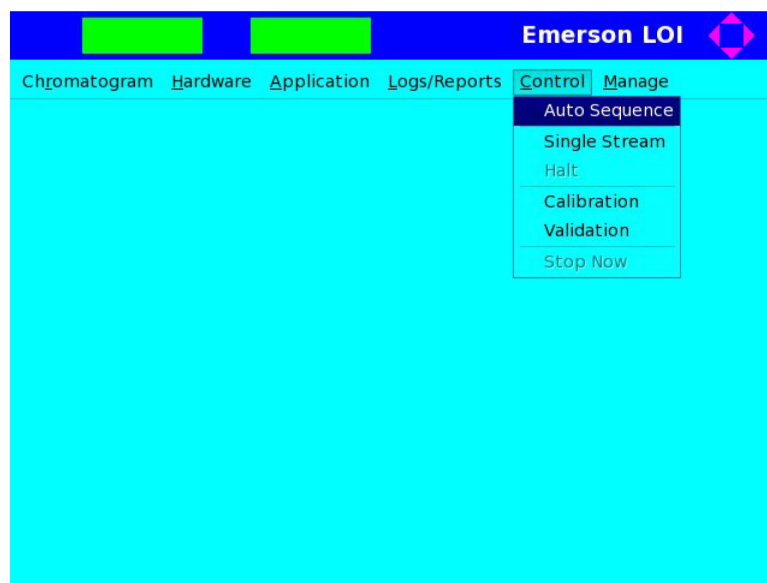 Emerson LOI
Chromatogram Hardware Application Logs/Reports Control Manage
Auto Sequence
Single Stream
Halt
Calibration
Validation
Stop Now